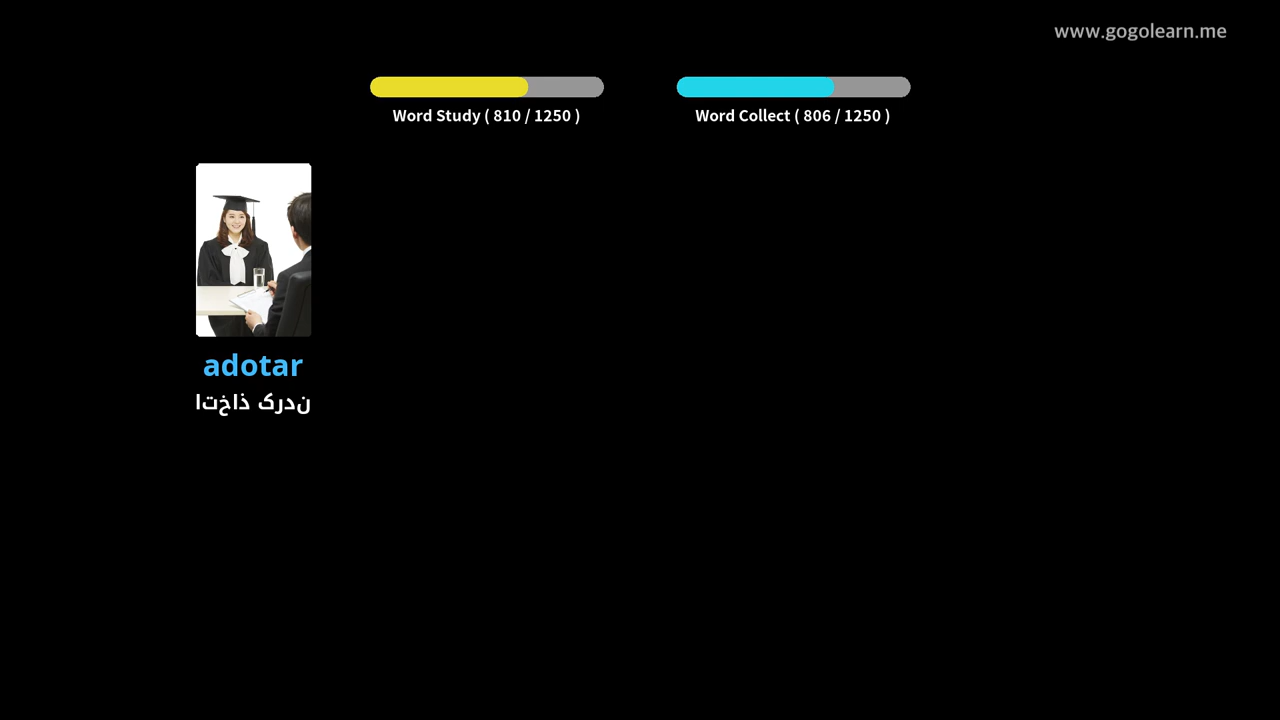 www.gogolearn.me
Word Study ( 810 / 1250 )
Word Collect ( 806 / 1250 )
adotar
ندرک ذاختا